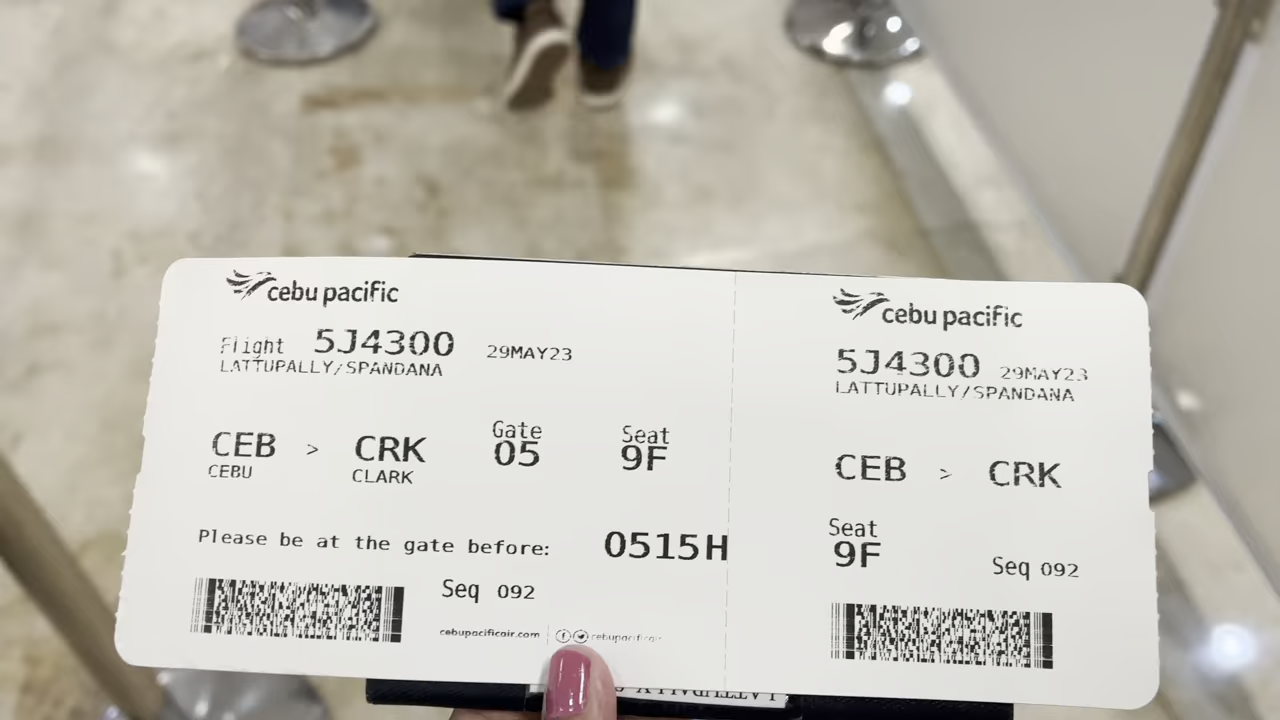 cebu pacific
Flight 5J4300 29MAY23
LATTUPALLY/SPANDANA
CEB > CRK
CEBU CLARK
Gate
05
Seat
9F
Please be at the gate before: 0515H
Seq 092
cebupacificair.com
cebupacificair
cebu pacific
5J4300 29MAY23
LATTUPALLY/SPANDANA
CEB > CRK
Seat
9F
Seq 092
LATTUPALLY